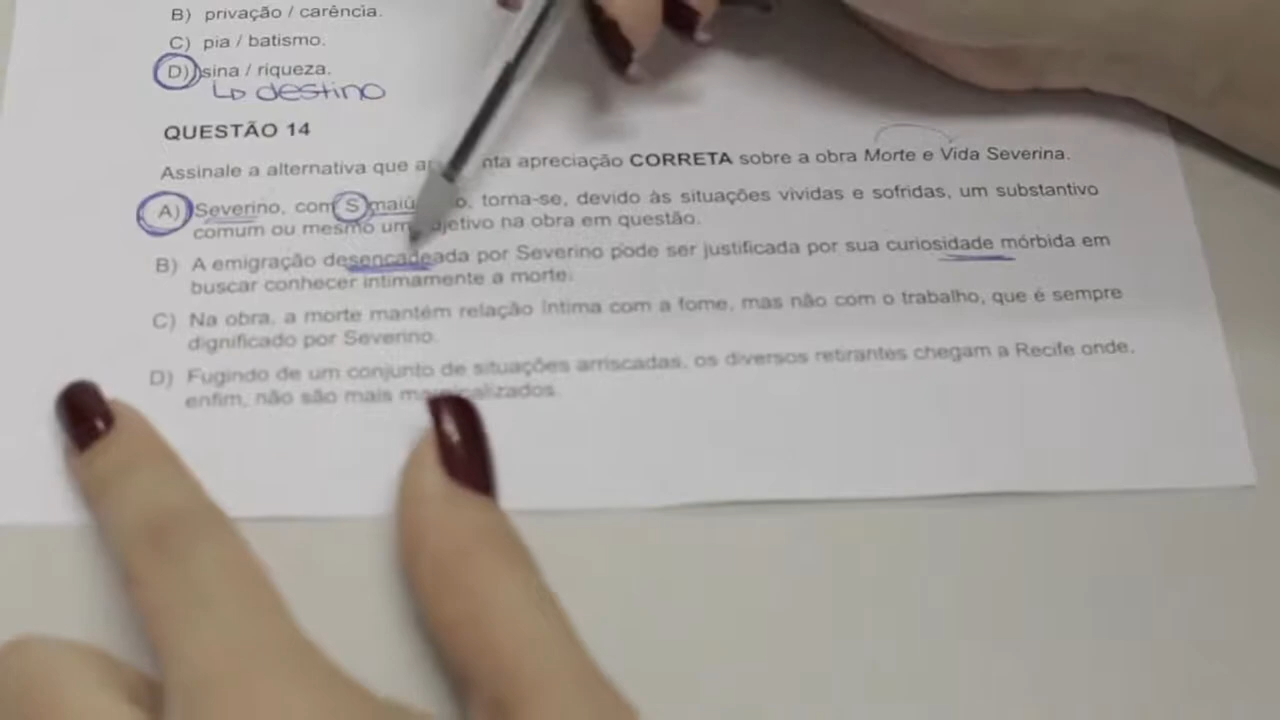 B) privação / carência.
C) pia / batismo.
D) sina / riqueza.
↳ destino
QUESTÃO 14
Assinale a alternativa que apreciação CORRETA sobre a obra Morte e Vida Severina.
A) Severino, com S torna-se, devido às situações vividas e sofridas, um substantivo
comum ou mesmo um adjetivo na obra em questão.
B) A emigração desencadeada por Severino pode ser justificada por sua curiosidade mórbida em
buscar conhecer intimamente a morte.
C) Na obra, a morte mantém relação íntima com a fome, mas não com o trabalho, que é sempre
dignificado por Severino.
D) Fugindo de um conjunto de situações arriscadas, os diversos retirantes chegam a Recife onde,
enfim, não são mais marginalizados.